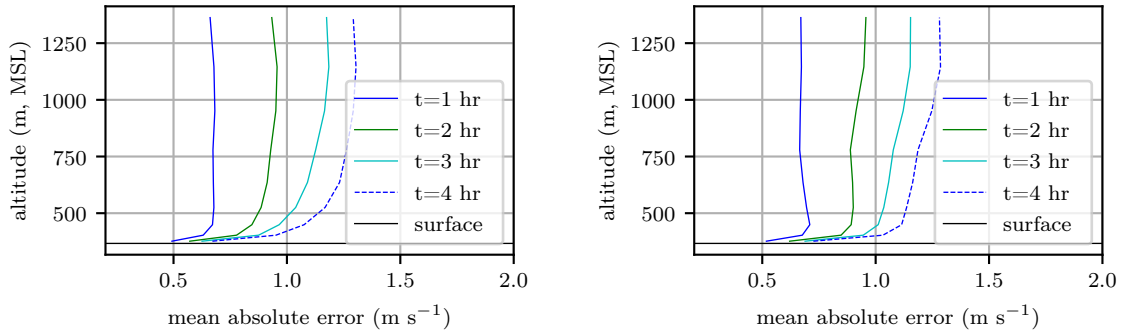 altitude (m, MSL)
1250
1000
750
500
0.5
1.0
1.5
2.0
mean absolute error (m s⁻¹)
t=1 hr
t=2 hr
t=3 hr
t=4 hr
surface
altitude (m, MSL)
1250
1000
750
500
0.5
1.0
1.5
2.0
mean absolute error (m s⁻¹)
t=1 hr
t=2 hr
t=3 hr
t=4 hr
surface